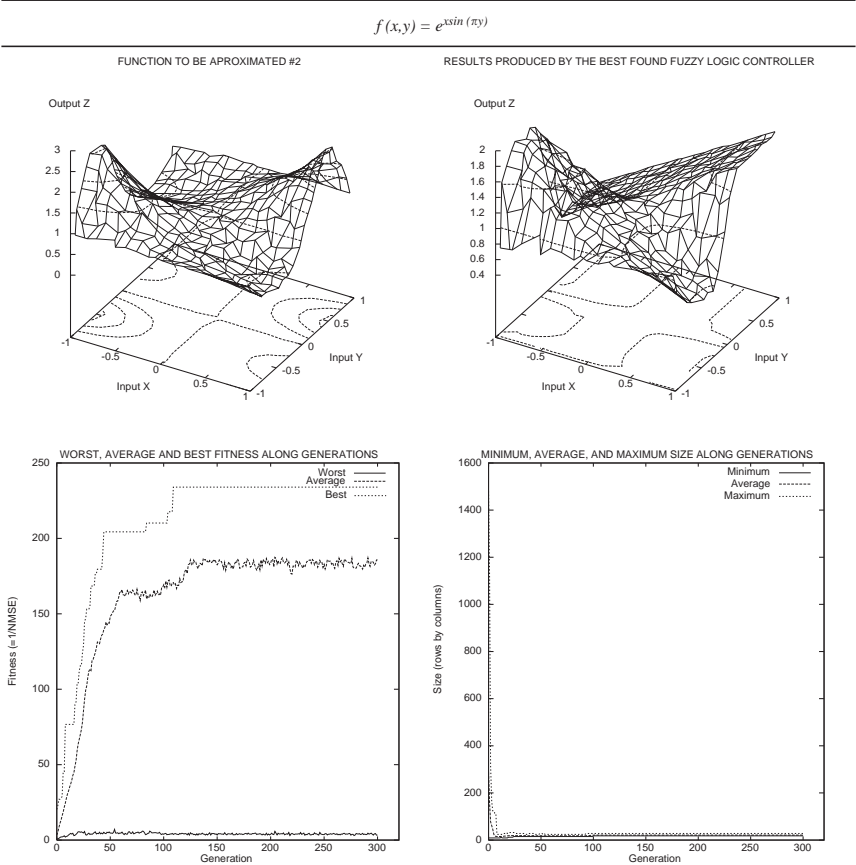 f (x,y) = e^{xsin (πy)}
FUNCTION TO BE APROXIMATED #2
RESULTS PRODUCED BY THE BEST FOUND FUZZY LOGIC CONTROLLER
Output Z
3
2.5
2
1.5
1
0.5
0
-1
-0.5
0
0.5
1
Input X
-1
-0.5
0
0.5
1
Input Y
Output Z
2
1.8
1.6
1.4
1.2
1
0.8
0.6
0.4
-1
-0.5
0
0.5
1
Input X
-1
-0.5
0
0.5
1
Input Y
WORST, AVERAGE AND BEST FITNESS ALONG GENERATIONS
250
200
150
100
50
0
Fitness (=1/NMSE)
Worst
Average
Best
0 50 100 150 200 250 300
Generation
MINIMUM, AVERAGE, AND MAXIMUM SIZE ALONG GENERATIONS
1600
1400
1200
1000
800
600
400
200
0
Size (rows by columns)
Minimum
Average
Maximum
0 50 100 150 200 250 300
Generation